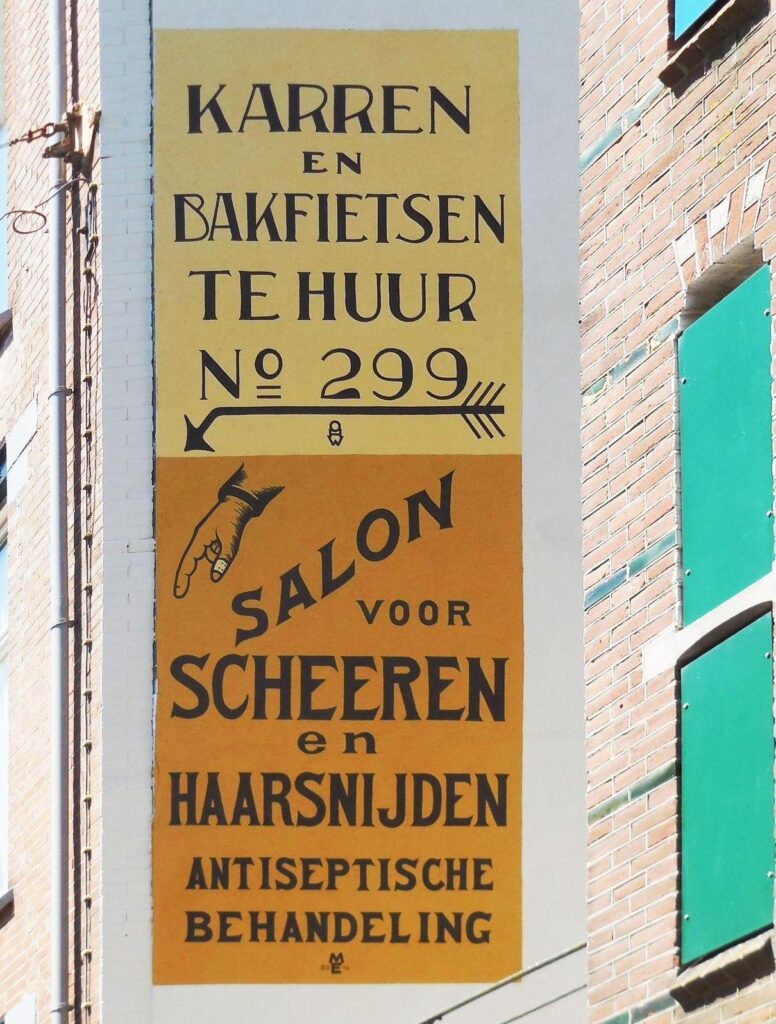 KARREN
EN
BAKFIETSEN
TE HUUR
No 299
SALON
VOOR
SCHEEREN
en
HAARSNIJDEN
ANTISEPTISCHE
BEHANDELING